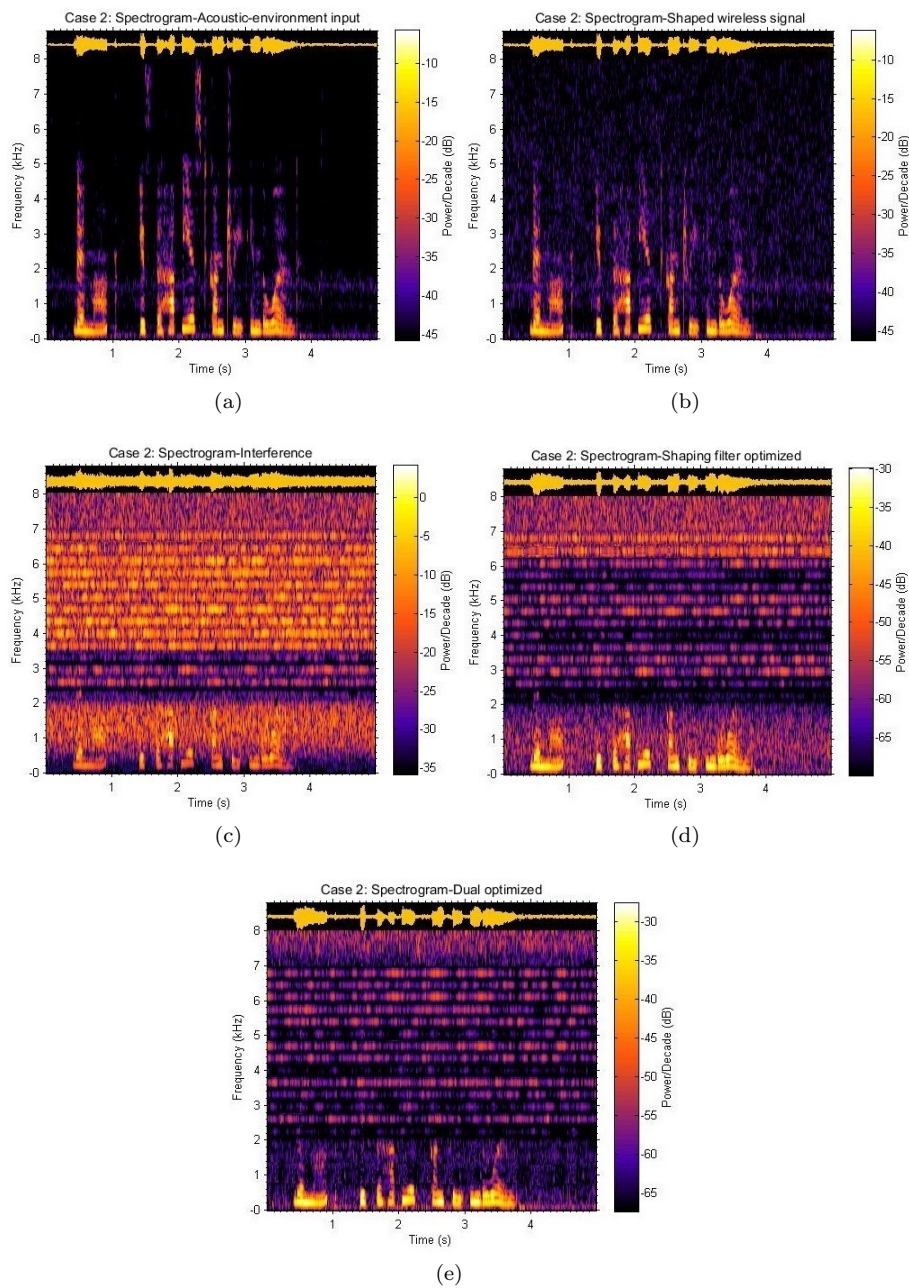 Case 2: Spectrogram-Acoustic-environment input
8
7
6
5
4
3
2
1
-0
Frequency (kHz)
1 2 3 4
Time (s)
-10
-15
-20
-25
-30
-35
-40
-45
Power/Decade (dB)
(a)
Case 2: Spectrogram-Shaped wireless signal
8
7
6
5
4
3
2
1
-0
Frequency (kHz)
1 2 3 4
Time (s)
-10
-15
-20
-25
-30
-35
-40
-45
Power/Decade (dB)
(b)
Case 2: Spectrogram-Interference
8
7
6
5
4
3
2
1
-0
Frequency (kHz)
1 2 3 4
Time (s)
0
-5
-10
-15
-20
-25
-30
-35
Power/Decade (dB)
(c)
Case 2: Spectrogram-Shaping filter optimized
8
7
6
5
4
3
2
1
-0
Frequency (kHz)
1 2 3 4
Time (s)
-30
-35
-40
-45
-50
-55
-60
-65
Power/Decade (dB)
(d)
Case 2: Spectrogram-Dual optimized
8
7
6
5
4
3
2
1
-0
Frequency (kHz)
1 2 3 4
Time (s)
-30
-35
-40
-45
-50
-55
-60
-65
Power/Decade (dB)
(e)